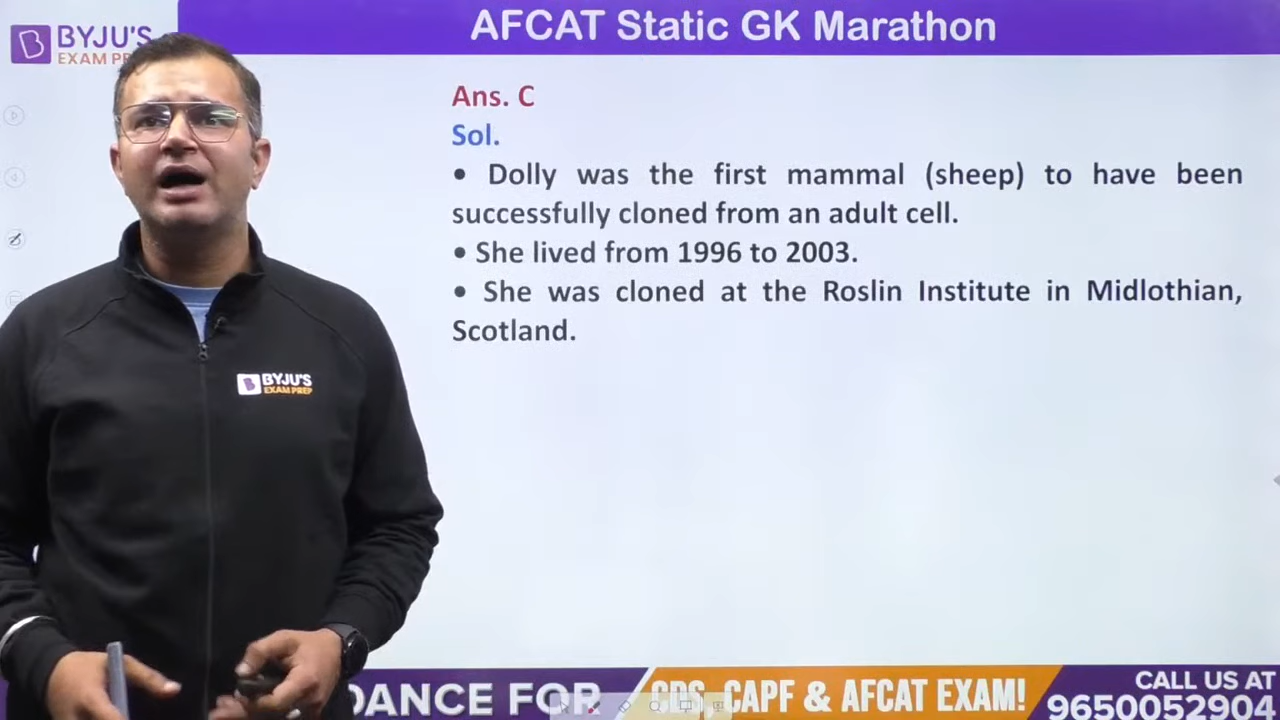 BYJU'S
EXAM PREP
AFCAT Static GK Marathon
Ans. C
Sol.
• Dolly was the first mammal (sheep) to have been
successfully cloned from an adult cell.
• She lived from 1996 to 2003.
• She was cloned at the Roslin Institute in Midlothian,
Scotland.
BYJU'S
EXAM PREP
DANCE FOR
CDS, CAPF & AFCAT EXAM!
CALL US AT
9650052904